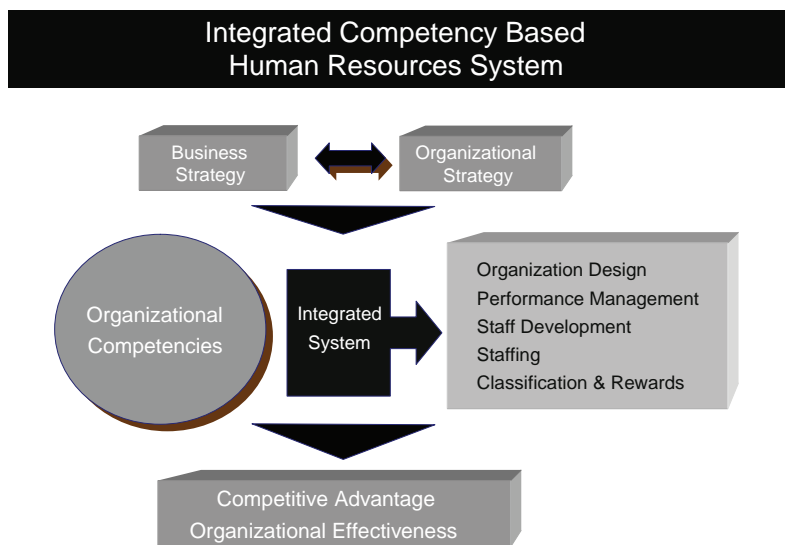 Integrated Competency Based
Human Resources System
Business
Strategy
Organizational
Strategy
Organizational
Competencies
Integrated
System
Organization Design
Performance Management
Staff Development
Staffing
Classification & Rewards
Competitive Advantage
Organizational Effectiveness